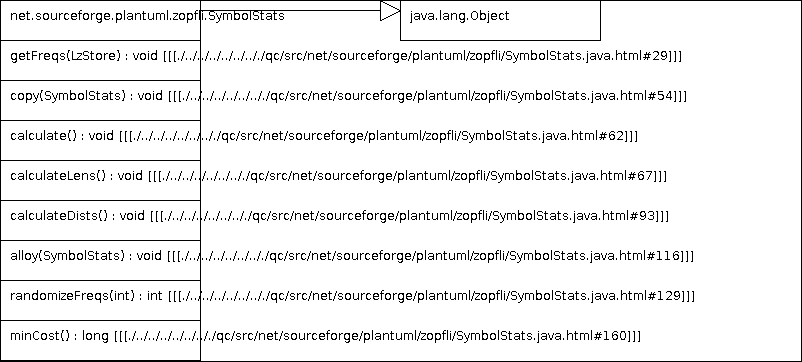 net.sourceforge.plantuml.zopfli.SymbolStats
java.lang.Object
getFreqs(LzStore) : void [[[./../../../../../../../qc/src/net/sourceforge/plantuml/zopfli/SymbolStats.java.html#29]]]
copy(SymbolStats) : void [[[./../../../../../../../qc/src/net/sourceforge/plantuml/zopfli/SymbolStats.java.html#54]]]
calculate() : void [[[./../../../../../../../qc/src/net/sourceforge/plantuml/zopfli/SymbolStats.java.html#62]]]
calculateLens() : void [[[./../../../../../../../qc/src/net/sourceforge/plantuml/zopfli/SymbolStats.java.html#67]]]
calculateDists() : void [[[./../../../../../../../qc/src/net/sourceforge/plantuml/zopfli/SymbolStats.java.html#93]]]
alloy(SymbolStats) : void [[[./../../../../../../../qc/src/net/sourceforge/plantuml/zopfli/SymbolStats.java.html#116]]]
randomizeFreqs(int) : int [[[./../../../../../../../qc/src/net/sourceforge/plantuml/zopfli/SymbolStats.java.html#129]]]
minCost() : long [[[./../../../../../../../qc/src/net/sourceforge/plantuml/zopfli/SymbolStats.java.html#160]]]